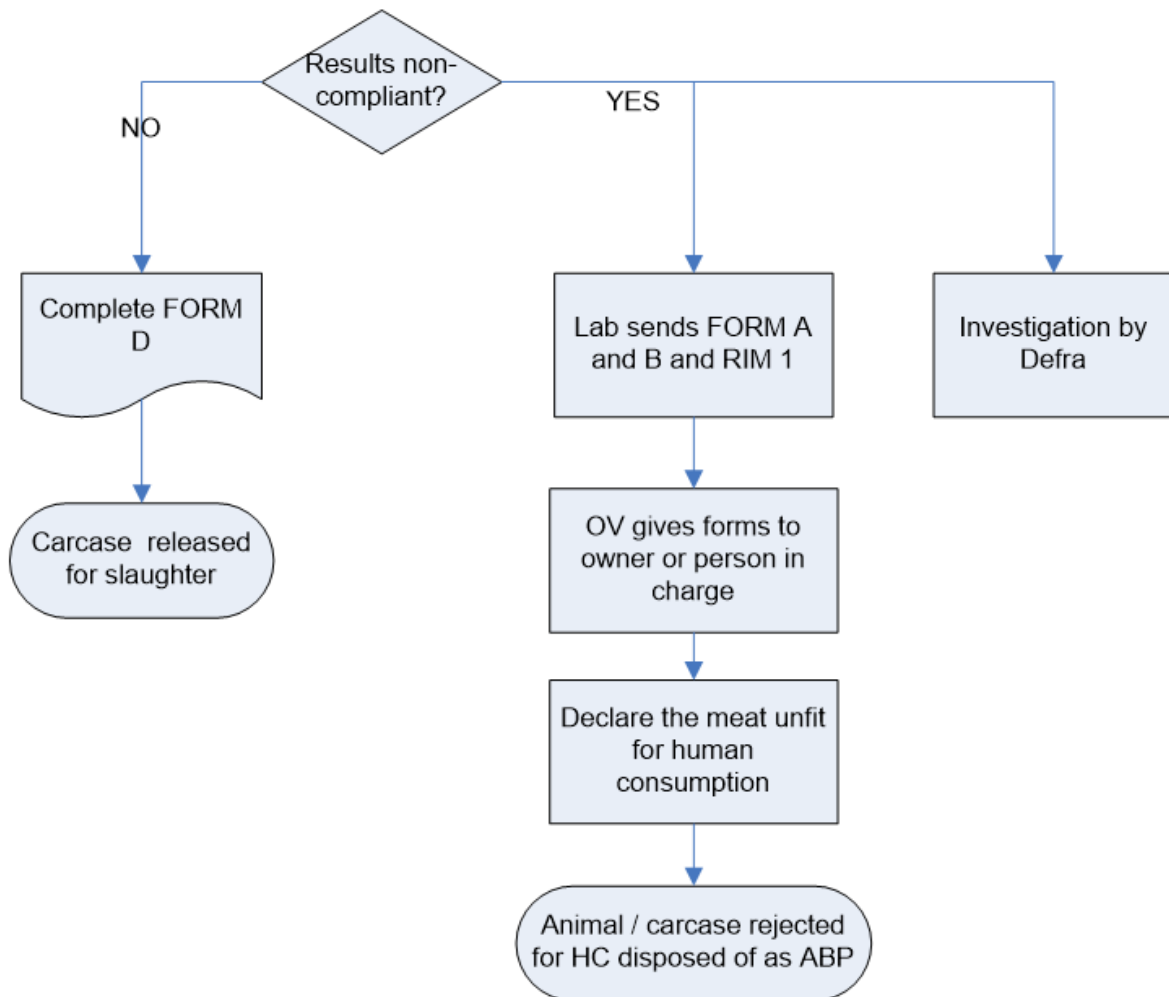 Results non-
compliant?
NO
YES
Complete FORM
D
Lab sends FORM A
and B and RIM 1
Investigation by
Defra
Carcase released
for slaughter
OV gives forms to
owner or person in
charge
Declare the meat unfit
for human
consumption
Animal / carcase rejected
for HC disposed of as ABP